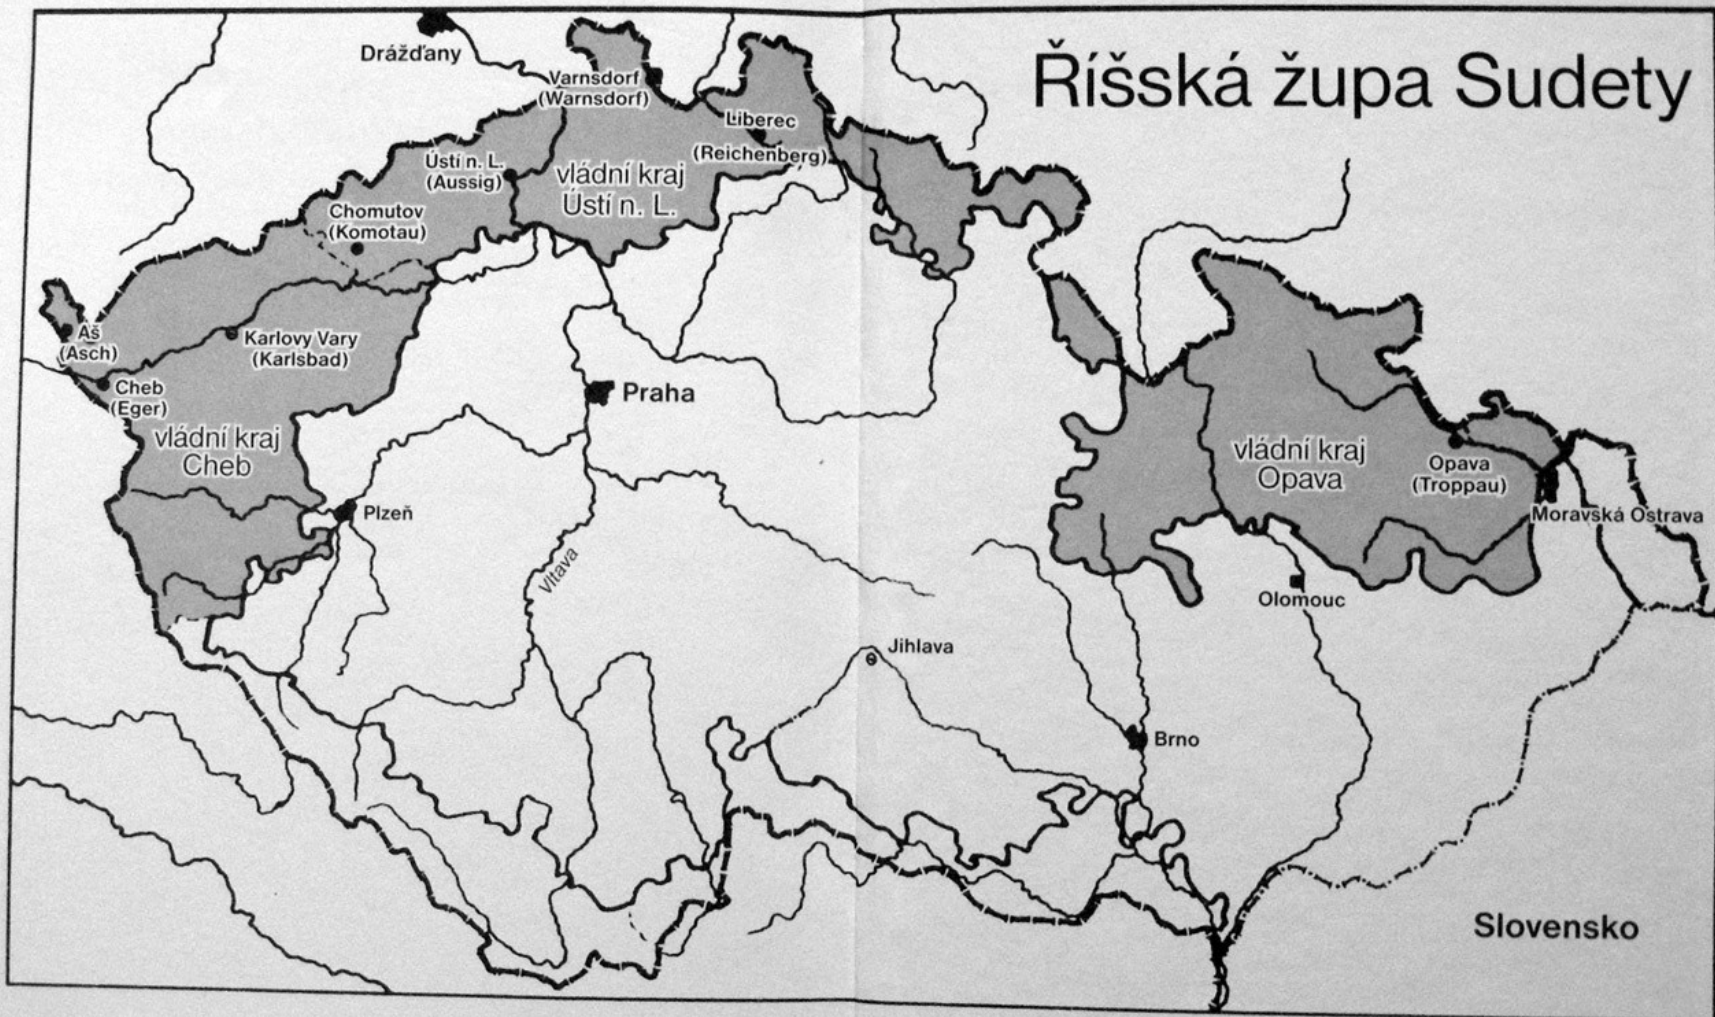 Říšská župa Sudety
Drážďany
Varnsdorf
(Warnsdorf)
Liberec
(Reichenberg)
Ústí n. L.
(Aussig)
vládní kraj
Ústí n. L.
Chomutov
(Komotau)
Aš
(Asch)
Karlovy Vary
(Karlsbad)
Cheb
(Eger)
Praha
vládní kraj
Cheb
vládní kraj
Opava
Opava
(Troppau)
Plzeň
Moravská Ostrava
Vltava
Olomouc
Jihlava
Brno
Slovensko